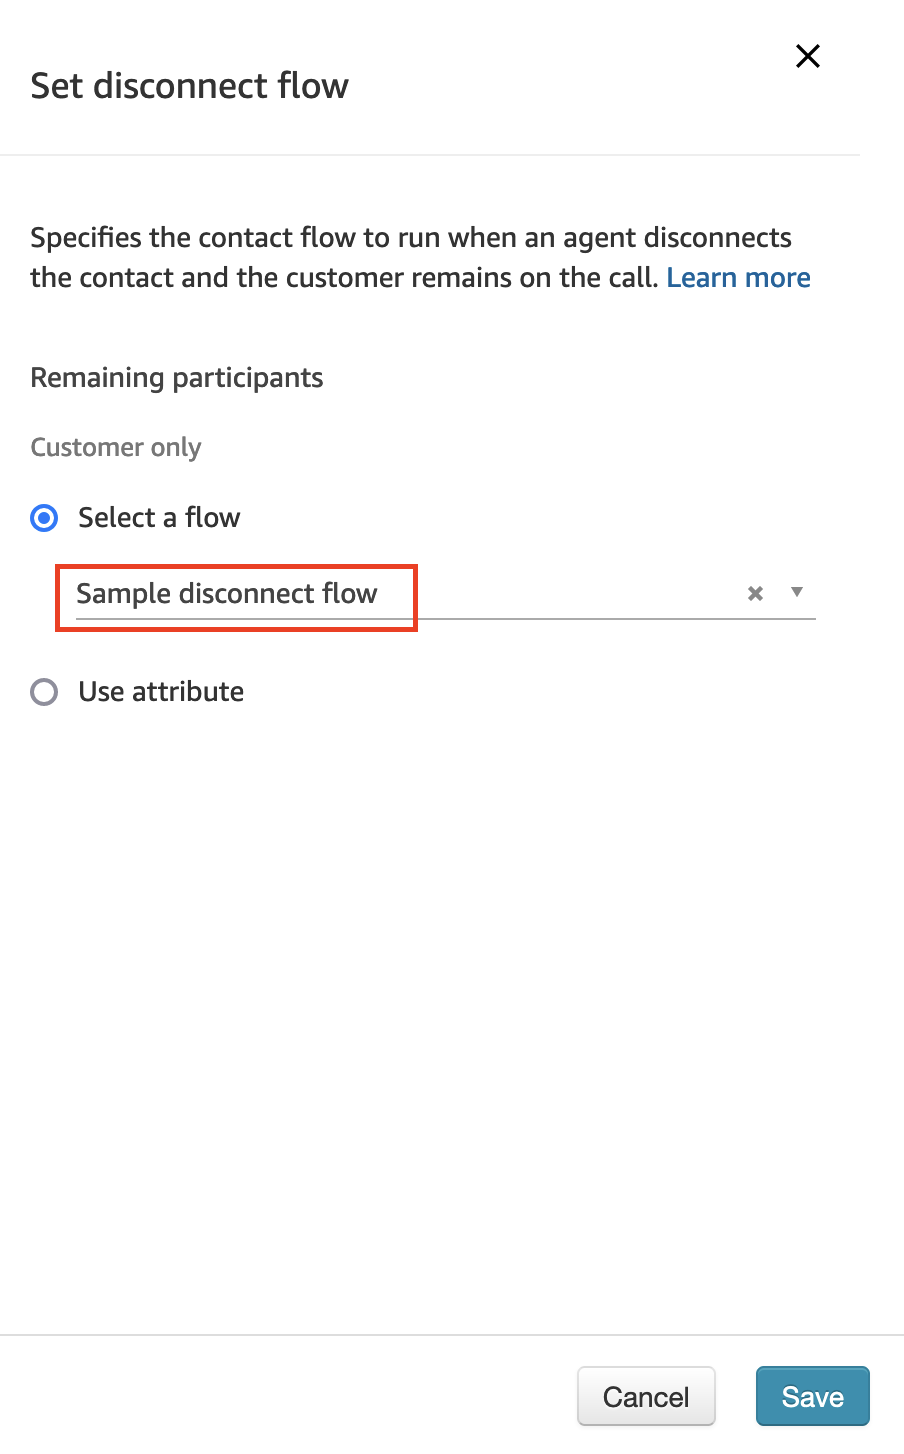 Set disconnect flow
Specifies the contact flow to run when an agent disconnects
the contact and the customer remains on the call. Learn more
Remaining participants
Customer only
Select a flow
Sample disconnect flow
Use attribute
Cancel
Save